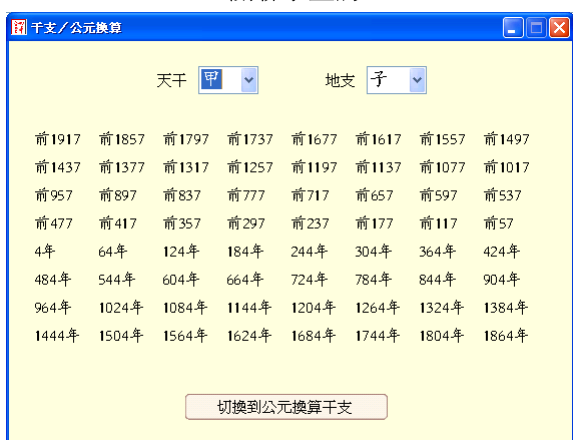 干支／公元換算
天干 甲 地支 子
前1917 前1857 前1797 前1737 前1677 前1617 前1557 前1497
前1437 前1377 前1317 前1257 前1197 前1137 前1077 前1017
前957 前897 前837 前777 前717 前657 前597 前537
前477 前417 前357 前297 前237 前177 前117 前57
4年 64年 124年 184年 244年 304年 364年 424年
484年 544年 604年 664年 724年 784年 844年 904年
964年 1024年 1084年 1144年 1204年 1264年 1324年 1384年
1444年 1504年 1564年 1624年 1684年 1744年 1804年 1864年
切換到公元換算干支